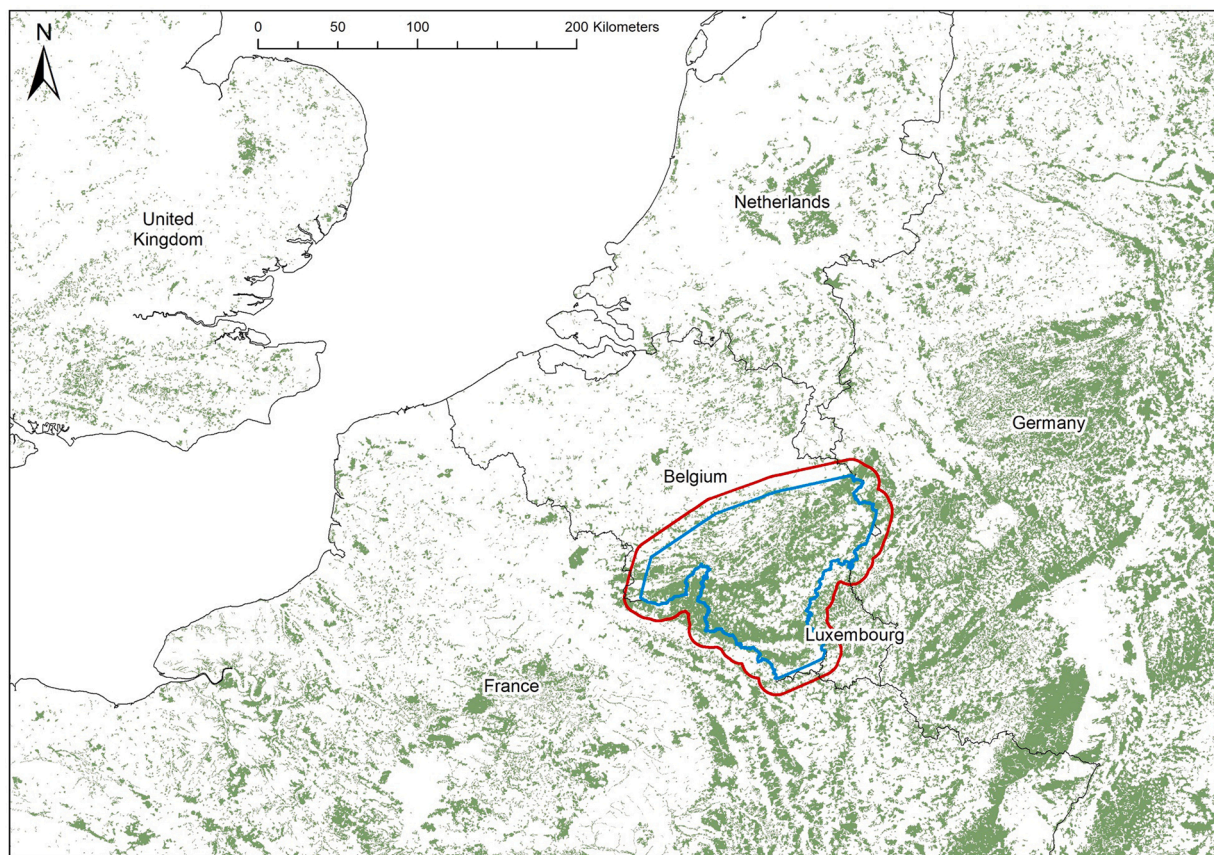 N
0 50 100 200 Kilometers
United
Kingdom
Netherlands
Germany
Belgium
Luxembourg
France